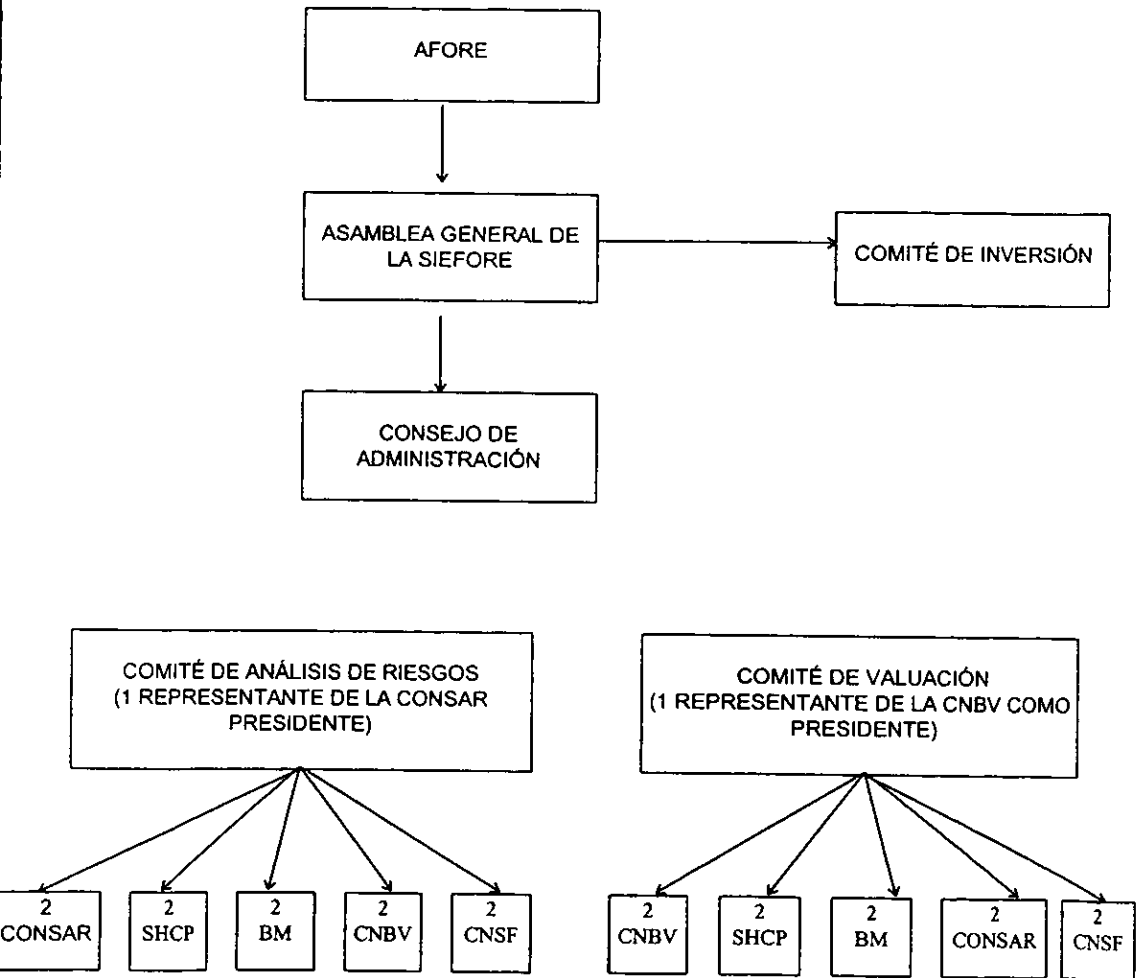 AFORE
ASAMBLEA GENERAL DE
LA SIEFORE
COMITÉ DE INVERSIÓN
CONSEJO DE
ADMINISTRACIÓN
COMITÉ DE ANÁLISIS DE RIESGOS
(1 REPRESENTANTE DE LA CONSAR
PRESIDENTE)
COMITÉ DE VALUACIÓN
(1 REPRESENTANTE DE LA CNBV COMO
PRESIDENTE)
2
CONSAR
2
SHCP
2
BM
2
CNBV
2
CNSF
2
CNBV
2
SHCP
2
BM
2
CONSAR
2
CNSF